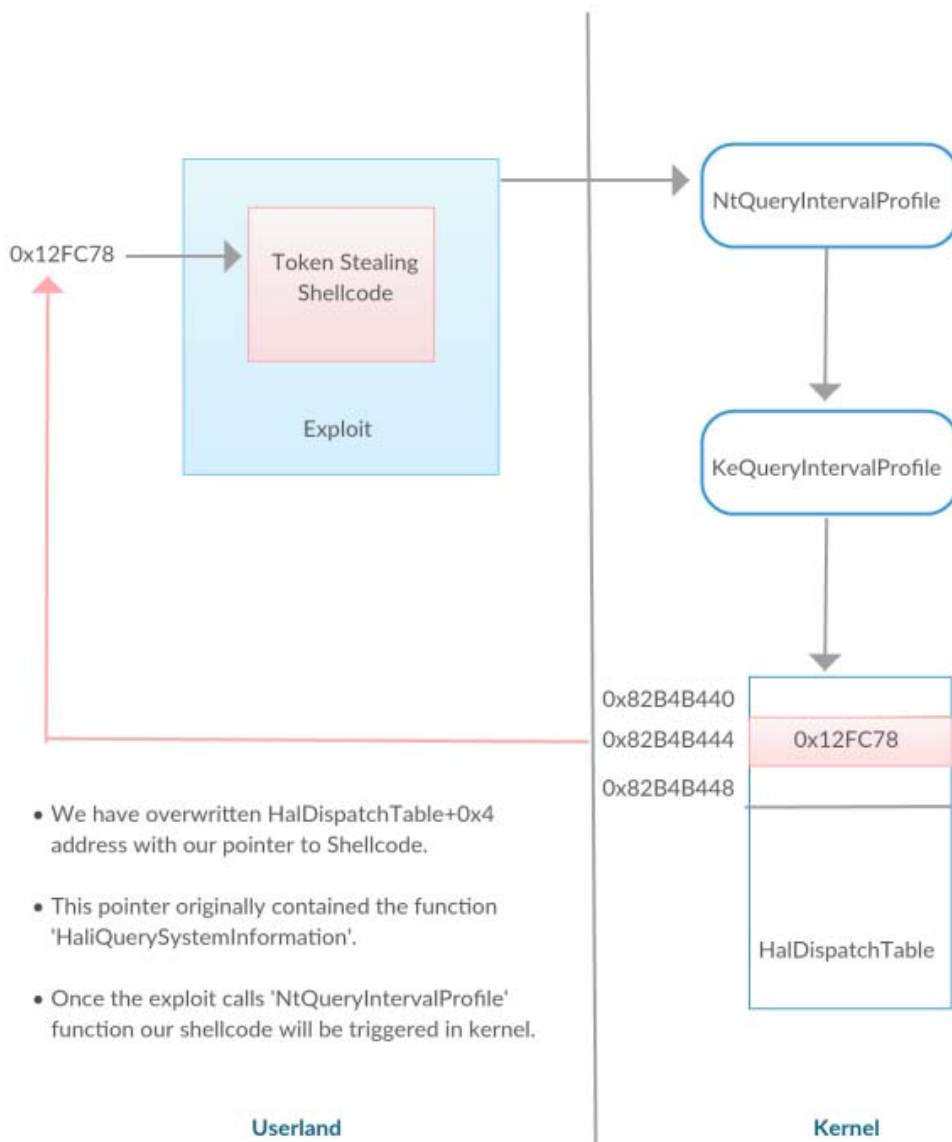 NtQueryIntervalProfile
0x12FC78
Token Stealing
Shellcode
Exploit
KeQueryIntervalProfile
0x82B4B440
0x82B4B444
0x12FC78
0x82B4B448
HalDispatchTable
• We have overwritten HalDispatchTable+0x4
address with our pointer to Shellcode.
• This pointer originally contained the function
'HaliQuerySystemInformation'.
• Once the exploit calls 'NtQueryIntervalProfile'
function our shellcode will be triggered in kernel.
Userland
Kernel